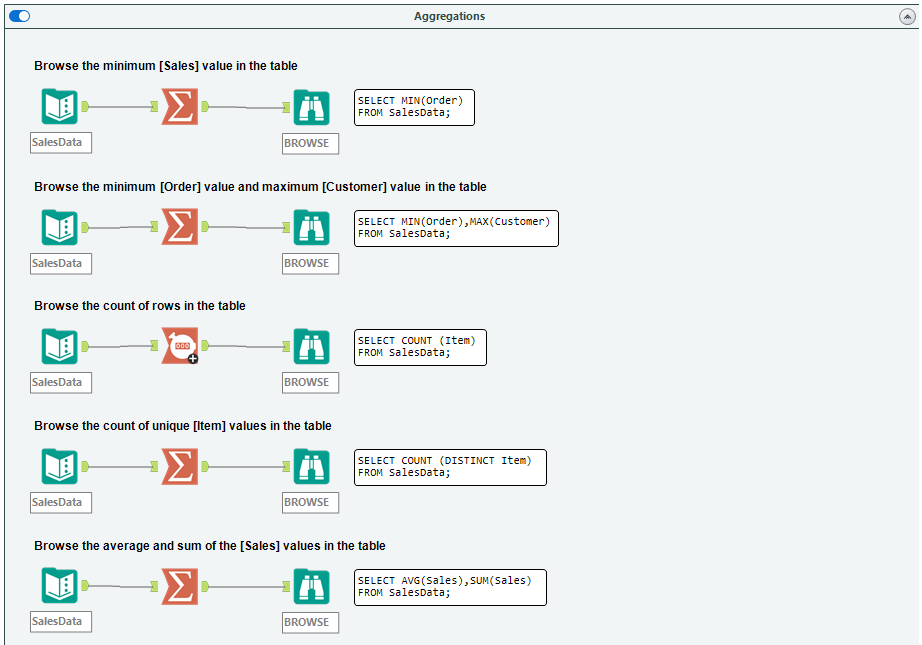 Aggregations
Browse the minimum [Sales] value in the table
SELECT MIN(Order)
FROM SalesData;
SalesData
BROWSE
Browse the minimum [Order] value and maximum [Customer] value in the table
SELECT MIN(Order),MAX(Customer)
FROM SalesData;
SalesData
BROWSE
Browse the count of rows in the table
SELECT COUNT (Item)
FROM SalesData;
SalesData
BROWSE
Browse the count of unique [Item] values in the table
SELECT COUNT (DISTINCT Item)
FROM SalesData;
SalesData
BROWSE
Browse the average and sum of the [Sales] values in the table
SELECT AVG(Sales),SUM(Sales)
FROM SalesData;
SalesData
BROWSE